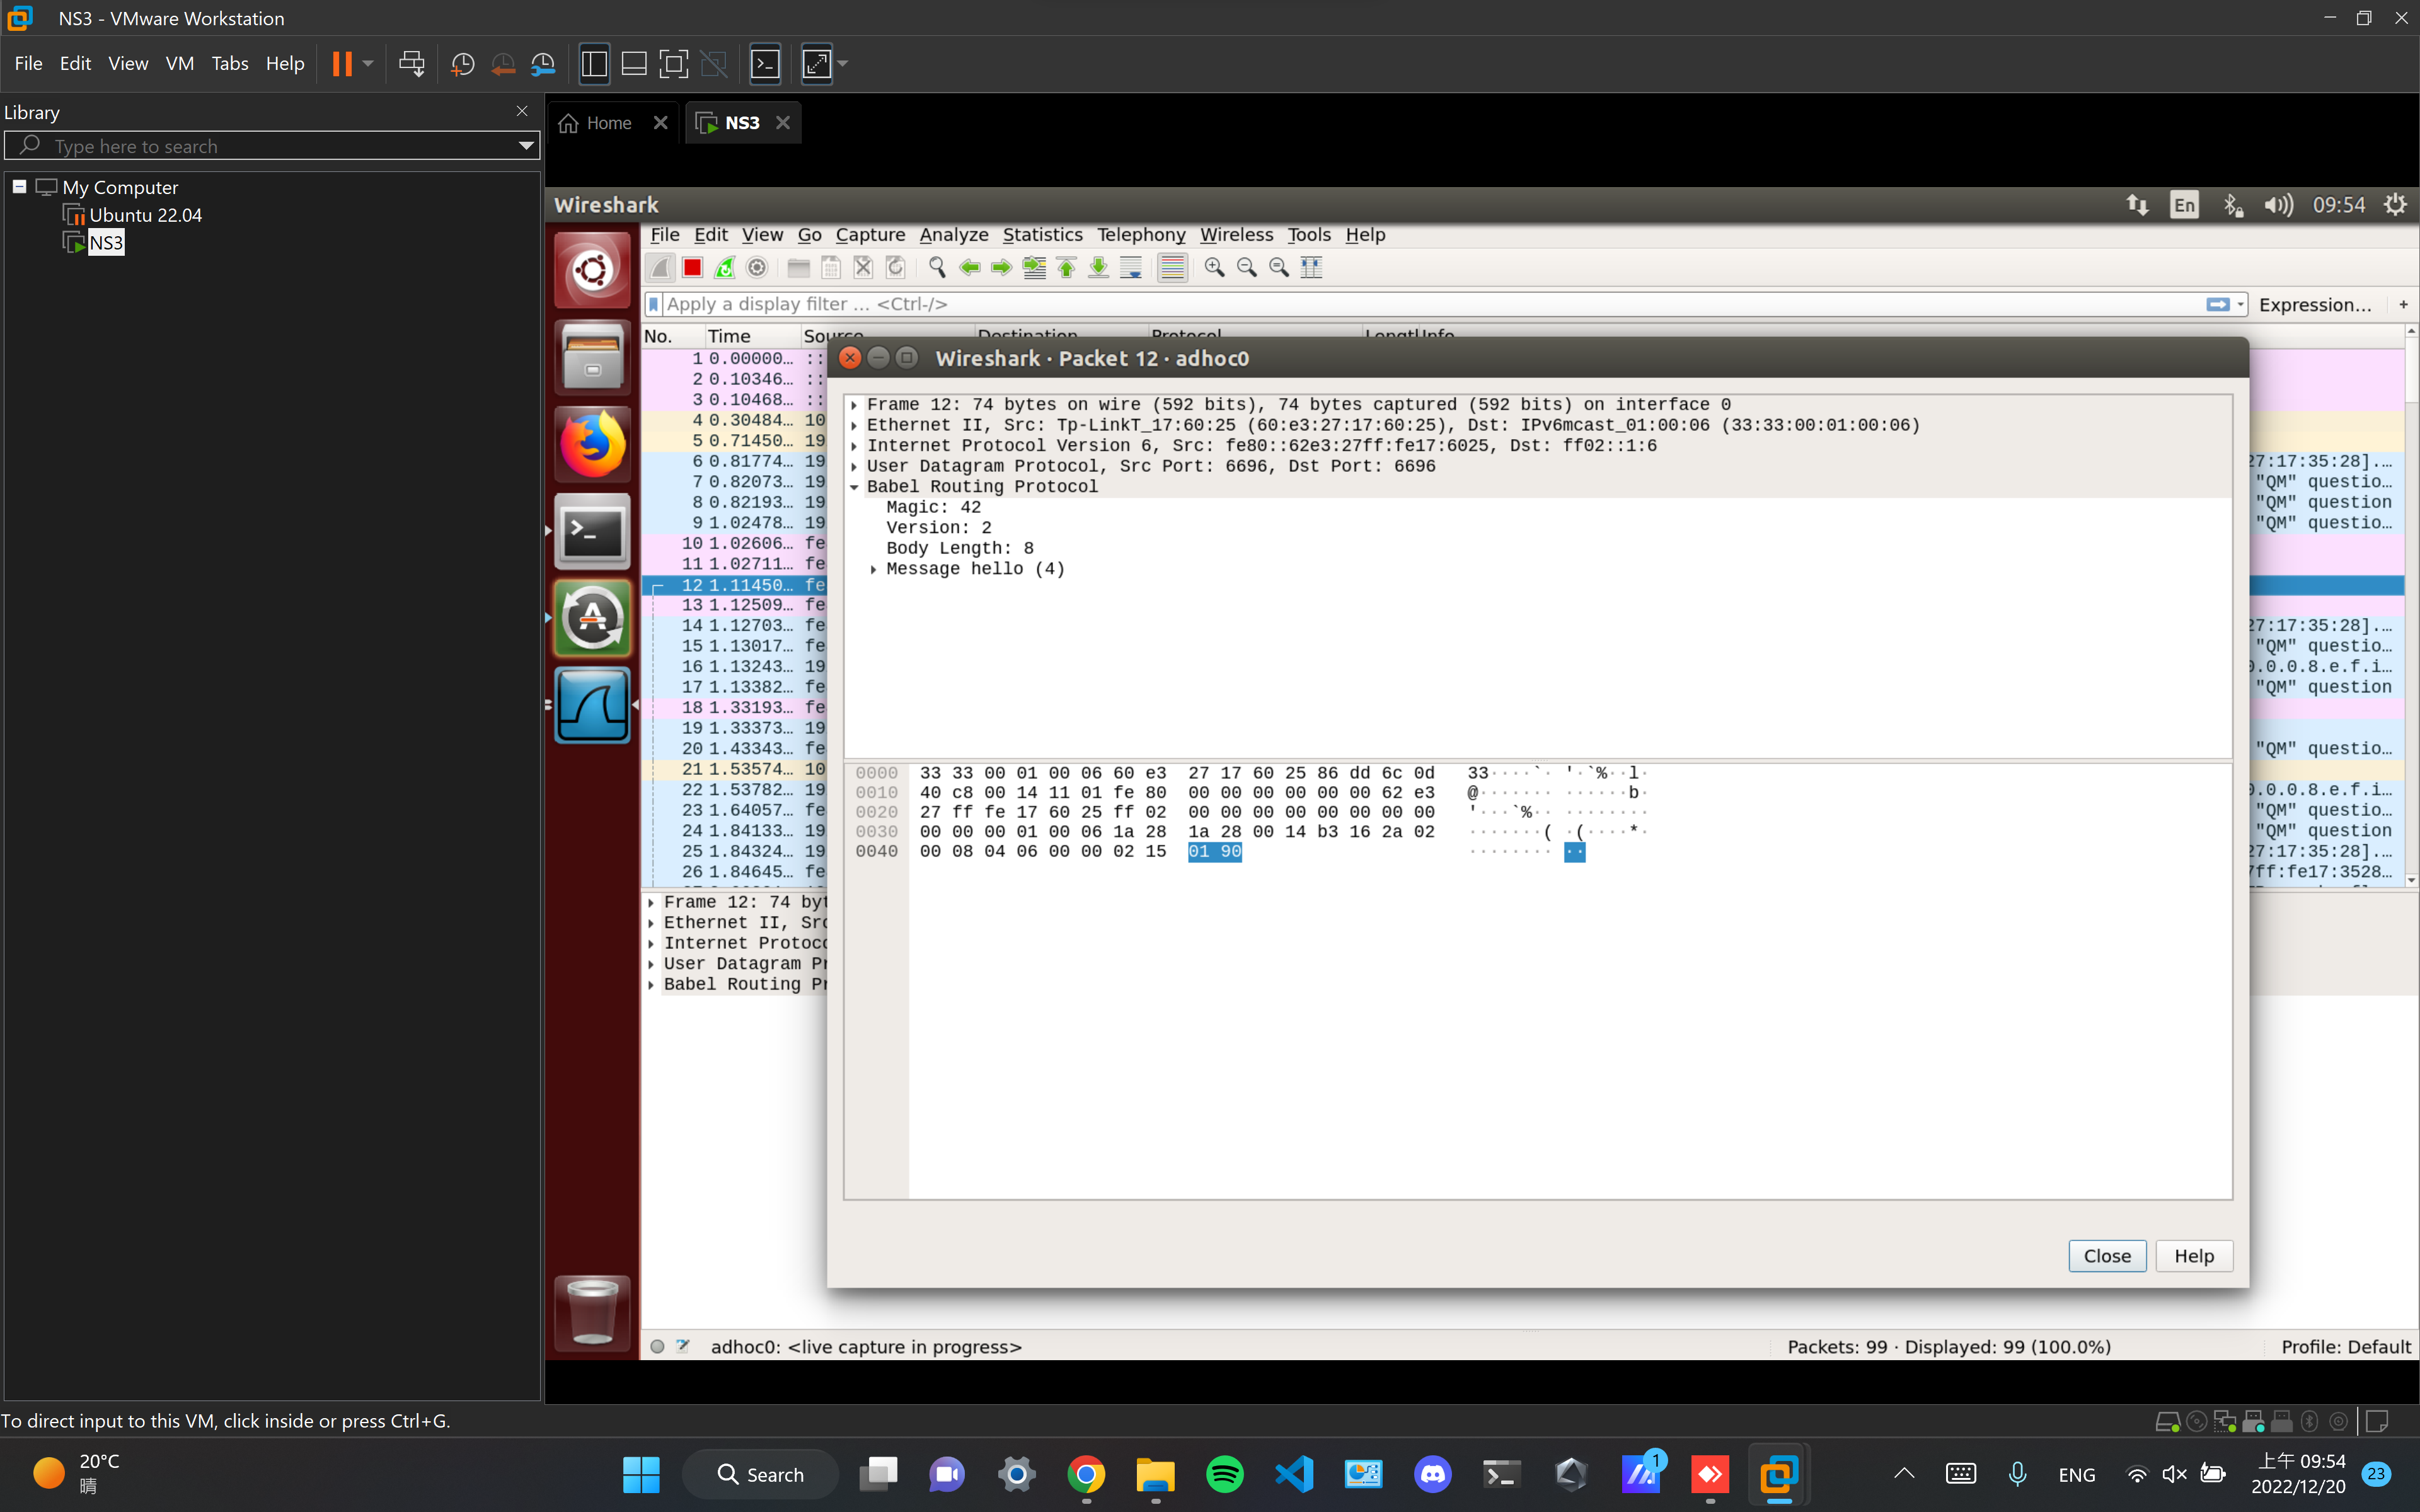 NS3 - VMware Workstation
File Edit View VM Tabs Help
Library
Type here to search
My Computer
Ubuntu 22.04
NS3
Home
NS3
Wireshark
En
09:54
File Edit View Go Capture Analyze Statistics Telephony Wireless Tools Help
Apply a display filter ... <Ctrl-/>
Expression...
+
No. Time Source Destination Protocol Lengtl Info
1 0.00000... ::
2 0.10346... ::
3 0.10468... ::
4 0.30484... 10
5 0.71450... 19
6 0.81774... 19 27:17:35:28]....
7 0.82073... 19 "QM" questio...
8 0.82193... 19 "QM" question
9 1.02478... 19 "QM" questio...
10 1.02606... fe
11 1.02711... fe
12 1.11450... fe
13 1.12509... fe
14 1.12703... fe 27:17:35:28]....
15 1.13017... fe "QM" questio...
16 1.13243... 19 0.0.0.8.e.f.i...
17 1.13382... fe "QM" question
18 1.33193... fe
19 1.33373... 19
20 1.43343... fe "QM" questio...
21 1.53574... 10
22 1.53782... 19 0.0.0.8.e.f.i...
23 1.64057... fe "QM" questio...
24 1.84133... 19 "QM" question
25 1.84324... 19 27:17:35:28]....
26 1.84645... fe 7ff:fe17:3528...
Wireshark · Packet 12 · adhoc0
Frame 12: 74 bytes on wire (592 bits), 74 bytes captured (592 bits) on interface 0
Ethernet II, Src: Tp-LinkT_17:60:25 (60:e3:27:17:60:25), Dst: IPv6mcast_01:00:06 (33:33:00:01:00:06)
Internet Protocol Version 6, Src: fe80::62e3:27ff:fe17:6025, Dst: ff02::1:6
User Datagram Protocol, Src Port: 6696, Dst Port: 6696
Babel Routing Protocol
Magic: 42
Version: 2
Body Length: 8
Message hello (4)
0000 33 33 00 01 00 06 60 e3 27 17 60 25 86 dd 6c 0d 33····`· '·`%··l·
0010 40 c8 00 14 11 01 fe 80 00 00 00 00 00 00 62 e3 @······· ······b·
0020 27 ff fe 17 60 25 ff 02 00 00 00 00 00 00 00 00 '···`%·· ········
0030 00 00 00 01 00 06 1a 28 1a 28 00 14 b3 16 2a 02 ·······( ·(····*·
0040 00 08 04 06 00 00 02 15 01 90 ········ ··
Close Help
Frame 12: 74 byt
Ethernet II, Src
Internet Protoco
User Datagram Pr
Babel Routing Pr
adhoc0: <live capture in progress>
Packets: 99 · Displayed: 99 (100.0%)
Profile: Default
To direct input to this VM, click inside or press Ctrl+G.
20°C
晴
Search
1
ENG
上午 09:54
2022/12/20
23